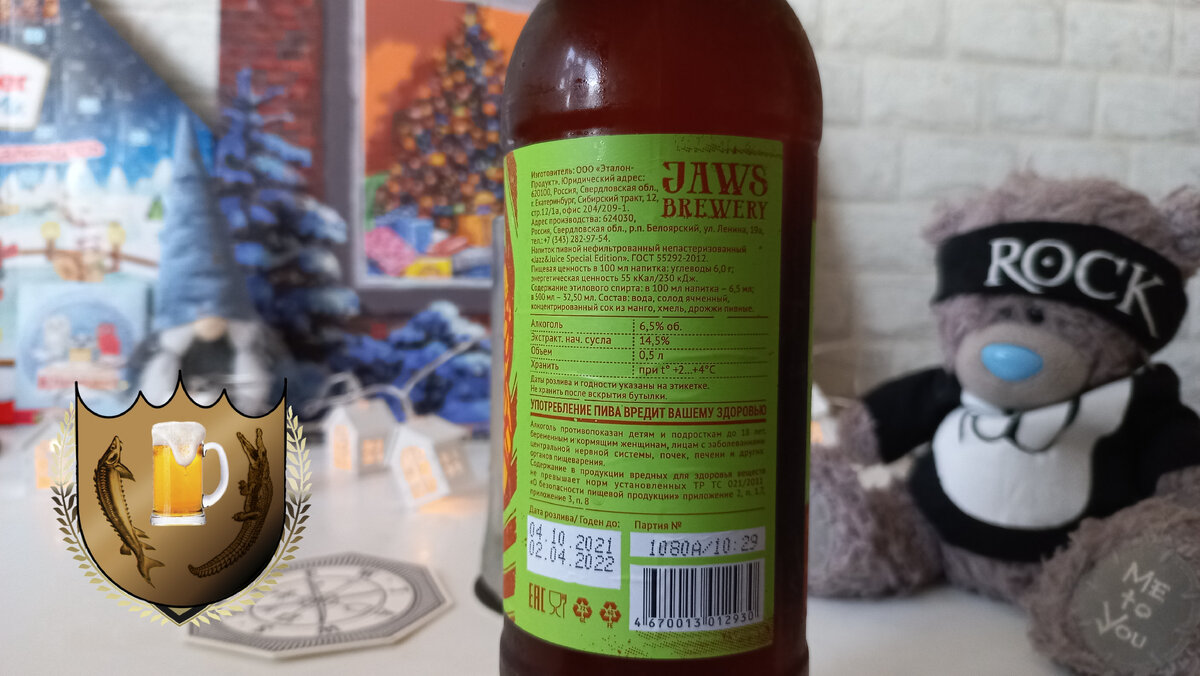 Изготовитель: ООО «Эталон-
Продукт». Юридический адрес:
620100, Россия, Свердловская обл.,
г. Екатеринбург, Сибирский тракт, 12,
стр.12/1а, офис 204/209-1.
Адрес производства: 624030,
Россия, Свердловская обл., р.п. Белоярский, ул. Ленина, 19а,
тел.:+7 (343) 282-97-54.
JAWS
BREWERY
Напиток пивной нефильтрованный непастеризованный
«Jazz&Juice Special Edition». ГОСТ 55292-2012.
Пищевая ценность в 100 мл напитка: углеводы 6,0 г;
энергетическая ценность 55 кКал/230 кДж.
Содержание этилового спирта: в 100 мл напитка – 6,5 мл;
в 500 мл – 32,50 мл. Состав: вода, солод ячменный,
концентрированный сок из манго, хмель, дрожжи пивные.
Алкоголь 6,5% об.
Экстракт. нач. сусла 14,5%
Объем 0,5 л
Хранить при t° +2...+4°C
Даты розлива и годности указаны на этикетке.
Не хранить после вскрытия бутылки.
УПОТРЕБЛЕНИЕ ПИВА ВРЕДИТ ВАШЕМУ ЗДОРОВЬЮ
Алкоголь противопоказан детям и подросткам до 18 лет,
беременным и кормящим женщинам, лицам с заболеваниями
центральной нервной системы, почек, печени и других
органов пищеварения.
Содержание в продукции вредных для здоровья веществ
не превышает норм установленных ТР ТС 021/2011
«О безопасности пищевой продукции» приложение 2, п. 1.7,
приложение 3, п. 8
Дата розлива/ Годен до:
04.10.2021
02.04.2022
Партия №
1080A/10:29
EAC
4 670013 012930
ROCK
ME
to
You